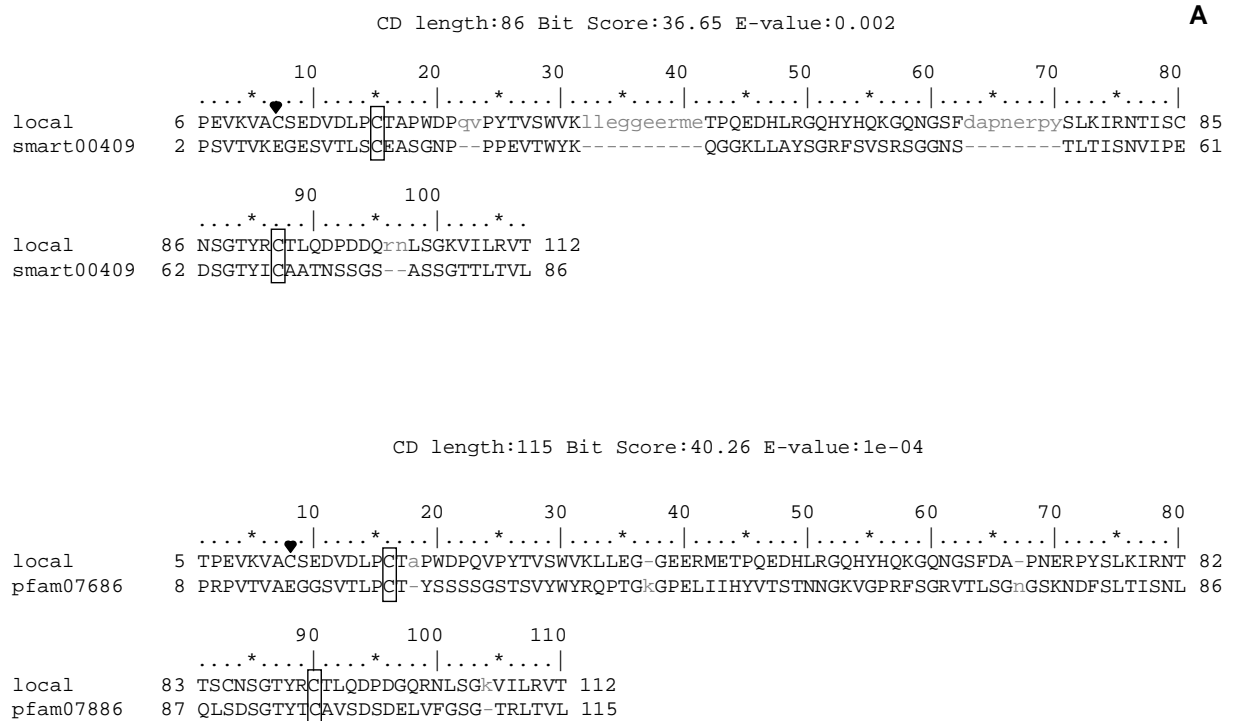 CD length:86 Bit Score:36.65 E-value:0.002
A
10 20 30 40 50 60 70 80
....*....|....*....|....*....|....*....|....*....|....*....|....*....|....*....|
local 6 PEVKVACSEDVDLPCTAPWDPqvPYTVSWVKlleggeermeTPQEDHLRGQHYHQKGQNGSFdapnerpySLKIRNTISC 85
smart00409 2 PSVTVKEGESVTLSCEASGNP--PPEVTWYK----------QGGKLLAYSGRFSVSRSGGNS--------TLTISNVIPE 61
90 100
....*....|....*....|....*..
local 86 NSGTYRCTLQDPDDQrnLSGKVILRVT 112
smart00409 62 DSGTYICAATNSSGS--ASSGTTLTVL 86
CD length:115 Bit Score:40.26 E-value:1e-04
10 20 30 40 50 60 70 80
....*....|....*....|....*....|....*....|....*....|....*....|....*....|....*....|
local 5 TPEVKVACSEDVDLPCTaPWDPQVPYTVSWVKLLEG-GEERMETPQEDHLRGQHYHQKGQNGSFDA-PNERPYSLKIRNT 82
pfam07686 8 PRPVTVAEGGSVTLPCT-YSSSSGSTSVYWYRQPTGkGPELIIHYVTSTNNGKVGPRFSGRVTLSGnGSKNDFSLTISNL 86
90 100 110
....*....|....*....|....*....|
local 83 TSCNSGTYRCTLQDPDGQRNLSGkVILRVT 112
pfam07886 87 QLSDSGTYTCAVSDSDELVFGSG-TRLTVL 115